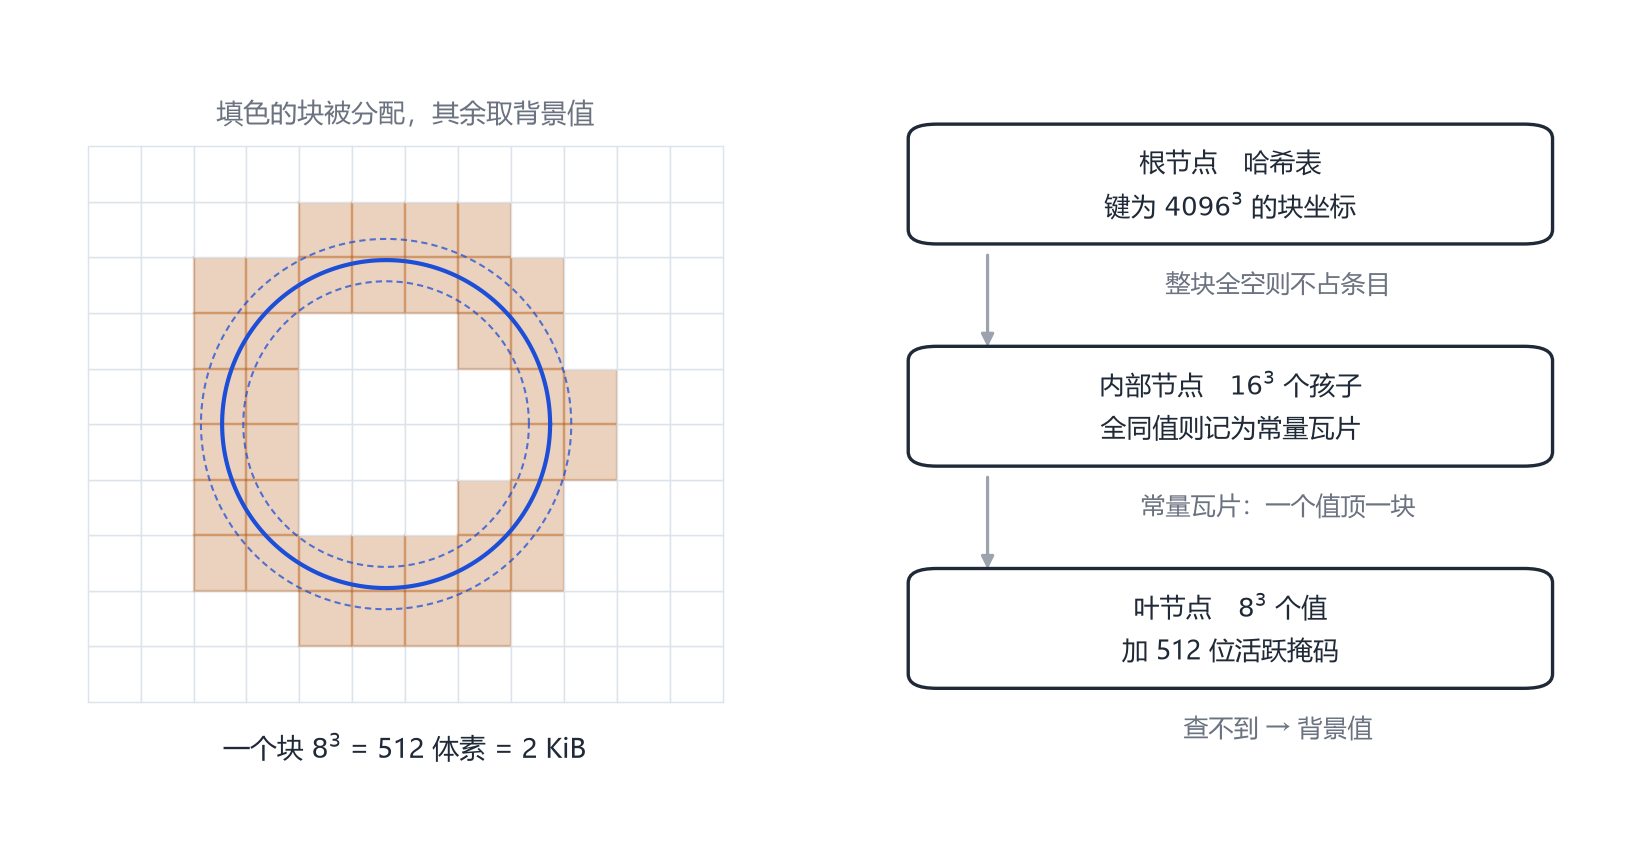 填色的块被分配，其余取背景值
一个块 8³ = 512 体素 = 2 KiB
根节点　哈希表
键为 4096³ 的块坐标
整块全空则不占条目
内部节点　16³ 个孩子
全同值则记为常量瓦片
常量瓦片：一个值顶一块
叶节点　8³ 个值
加 512 位活跃掩码
查不到 → 背景值